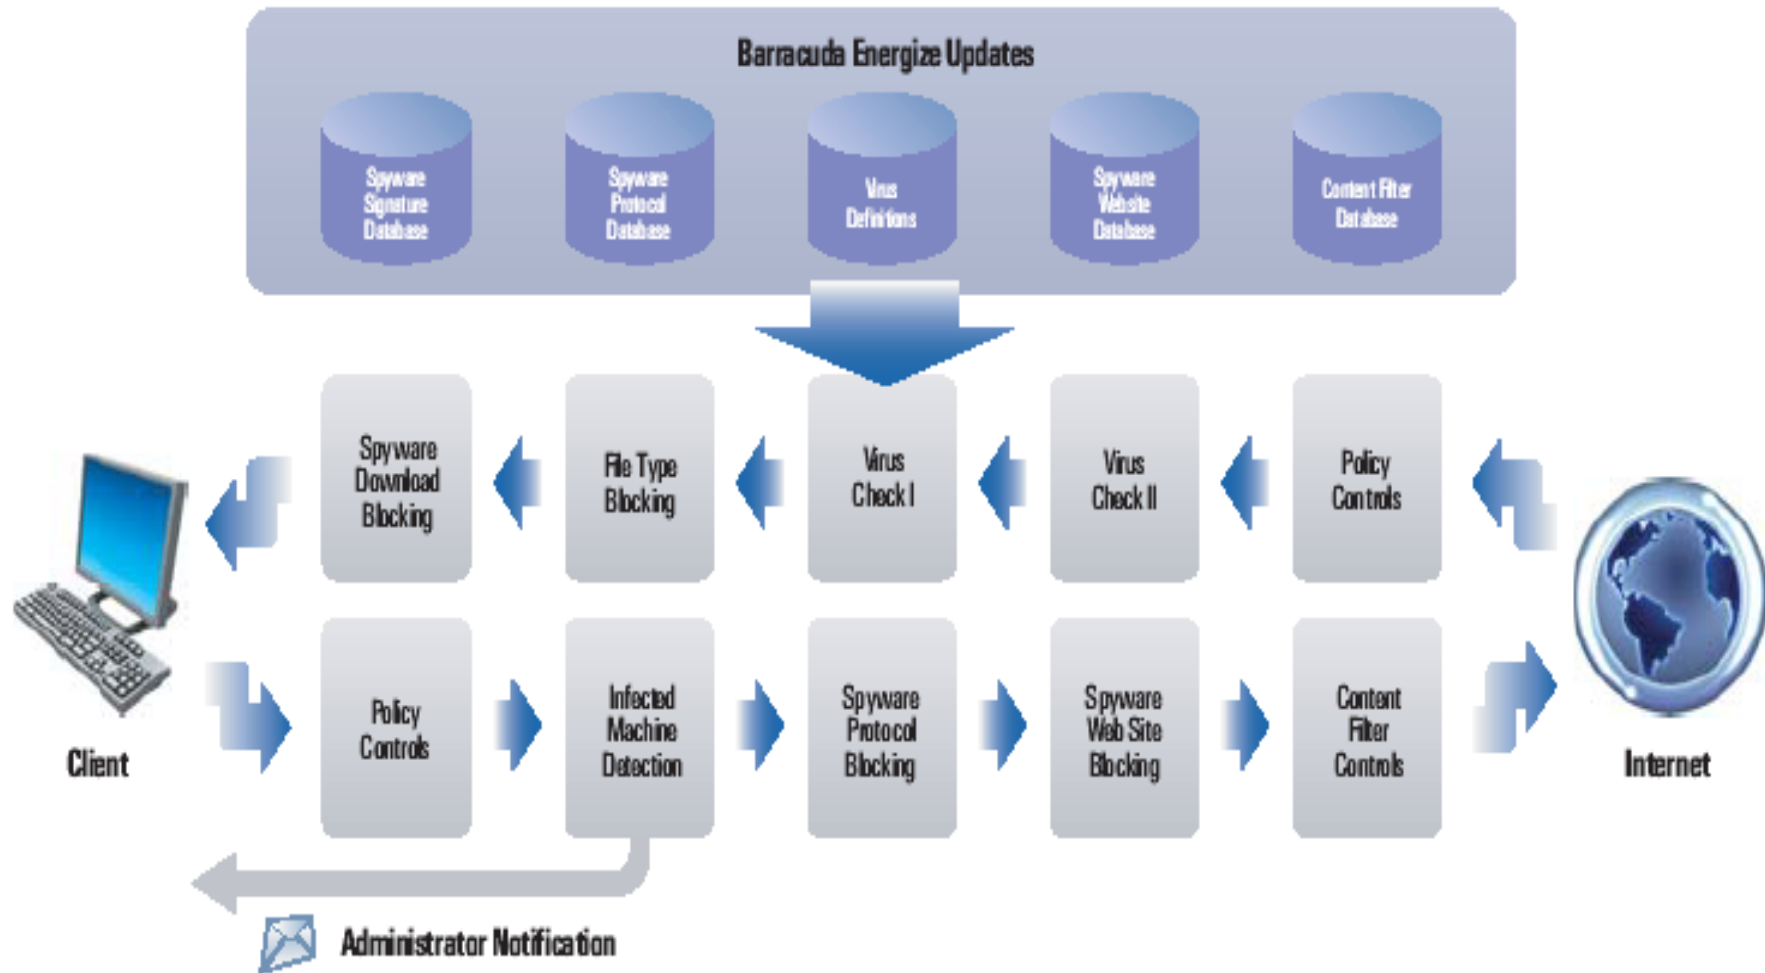 Barracuda Energize Updates
Spyware
Signature
Database
Spyware
Protocol
Database
Virus
Definitions
Spyware
Website
Database
Content Filter
Database
Spyware
Download
Blocking
File Type
Blocking
Virus
Check I
Virus
Check II
Policy
Controls
Client
Policy
Controls
Infected
Machine
Detection
Spyware
Protocol
Blocking
Spyware
Web Site
Blocking
Content
Filter
Controls
Internet
Administrator Notification